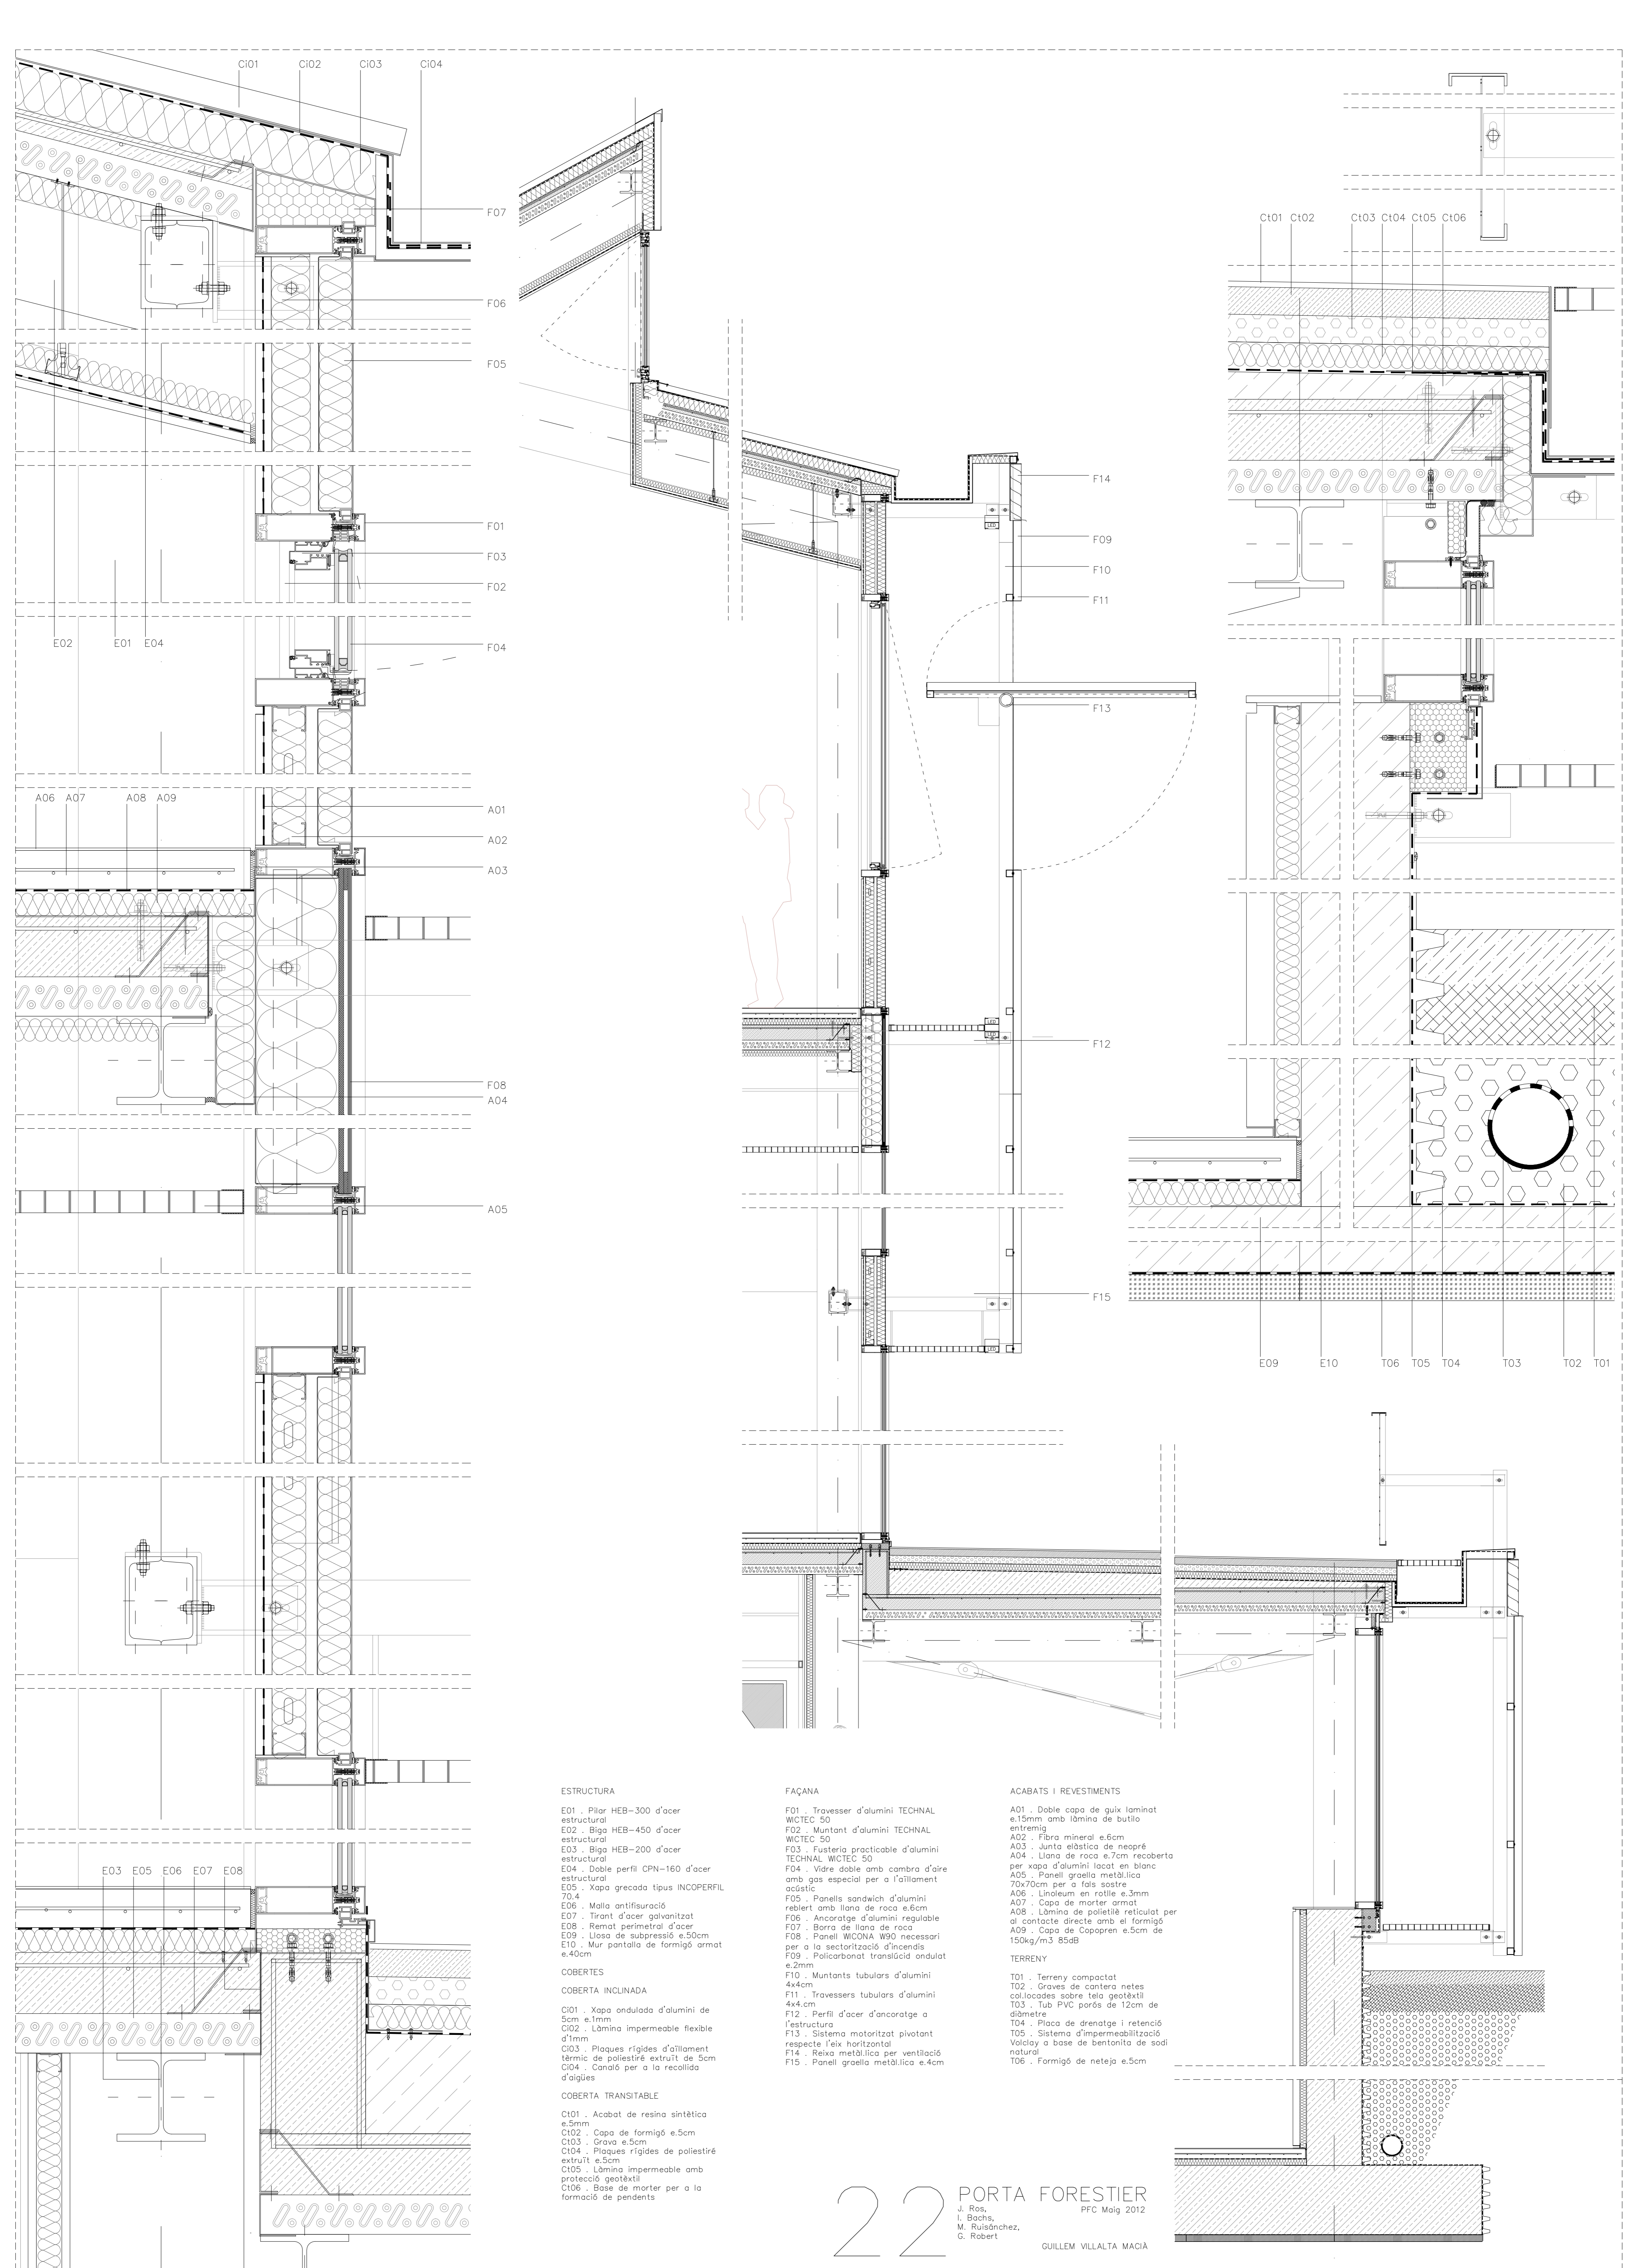 Ci01 Ci02 Ci03 Ci04
F07
F06
F05
F01
F03
F02
F04
E02 E01 E04
A06 A07 A08 A09
A01
A02
A03
F08
A04
A05
E03 E05 E06 E07 E08
F14
LED
F09
F10
F11
F13
LED
LED
F12
F15
LED
Ct01 Ct02 Ct03 Ct04 Ct05 Ct06
E09 E10 T06 T05 T04 T03 T02 T01
ESTRUCTURA
E01 . Pilar HEB-300 d'acer
estructural
E02 . Biga HEB-450 d'acer
estructural
E03 . Biga HEB-200 d'acer
estructural
E04 . Doble perfil CPN-160 d'acer
estructural
E05 . Xapa grecada tipus INCOPERFIL
70.4
E06 . Malla antifisuració
E07 . Tirant d'acer galvanitzat
E08 . Remat perimetral d'acer
E09 . Llosa de subpressió e.50cm
E10 . Mur pantalla de formigó armat
e.40cm
COBERTES
COBERTA INCLINADA
Ci01 . Xapa ondulada d'alumini de
5cm e.1mm
Ci02 . Làmina impermeable flexible
d'1mm
Ci03 . Plaques rígides d'aïllament
tèrmic de poliestirè extruït de 5cm
Ci04 . Canaló per a la recollida
d'aigües
COBERTA TRANSITABLE
Ct01 . Acabat de resina sintètica
e.5mm
Ct02 . Capa de formigó e.5cm
Ct03 . Grava e.5cm
Ct04 . Plaques rígides de poliestirè
extruït e.5cm
Ct05 . Làmina impermeable amb
protecció geotèxtil
Ct06 . Base de morter per a la
formació de pendents
FAÇANA
F01 . Travesser d'alumini TECHNAL
WICTEC 50
F02 . Muntant d'alumini TECHNAL
WICTEC 50
F03 . Fusteria practicable d'alumini
TECHNAL WICTEC 50
F04 . Vidre doble amb cambra d'aire
amb gas especial per a l'aïllament
acústic
F05 . Panells sandwich d'alumini
reblert amb llana de roca e.6cm
F06 . Ancoratge d'alumini regulable
F07 . Borra de llana de roca
F08 . Panell WICONA W90 necessari
per a la sectorització d'incendis
F09 . Policarbonat translúcid ondulat
e.2mm
F10 . Muntants tubulars d'alumini
4x4cm
F11 . Travessers tubulars d'alumini
4x4.cm
F12 . Perfil d'acer d'ancoratge a
l'estructura
F13 . Sistema motoritzat pivotant
respecte l'eix horitzontal
F14 . Reixa metàl.lica per ventilació
F15 . Panell graella metàl.lica e.4cm
ACABATS I REVESTIMENTS
A01 . Doble capa de guix laminat
e.15mm amb làmina de butilo
entremig
A02 . Fibra mineral e.6cm
A03 . Junta elàstica de neoprè
A04 . Llana de roca e.7cm recoberta
per xapa d'alumini lacat en blanc
A05 . Panell graella metàl.lica
70x70cm per a fals sostre
A06 . Linoleum en rotlle e.3mm
A07 . Capa de morter armat
A08 . Làmina de polietilè reticulat per
al contacte directe amb el formigó
A09 . Capa de Copopren e.5cm de
150kg/m3 85dB
TERRENY
T01 . Terreny compactat
T02 . Graves de cantera netes
col.locades sobre tela geotèxtil
T03 . Tub PVC porós de 12cm de
diàmetre
T04 . Placa de drenatge i retenció
T05 . Sistema d'impermeabilització
Volclay a base de bentonita de sodi
natural
T06 . Formigó de neteja e.5cm
22
PORTA FORESTIER
PFC Maig 2012
J. Ros,
I. Bachs,
M. Ruisánchez,
G. Robert
GUILLEM VILLALTA MACIÀ